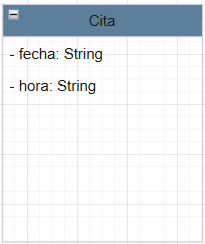 Cita
- fecha: String
- hora: String